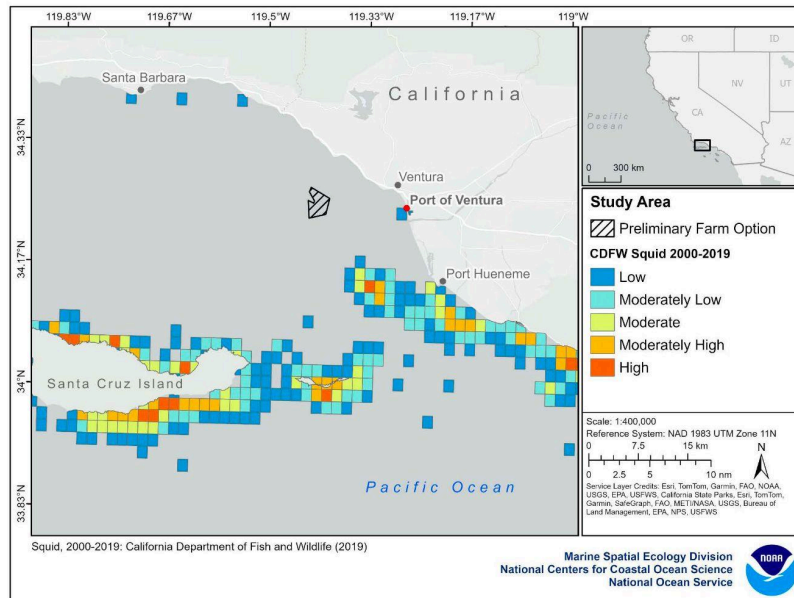 119.83°W 119.67°W 119.5°W 119.33°W 119.17°W 119°W
34.33°N
34.17°N
34°N
33.83°N
Santa Barbara
California
Ventura
Port of Ventura
Port Hueneme
Santa Cruz Island
Pacific Ocean
OR ID
NV UT
CA
AZ
Pacific
Ocean
0 300 km
Study Area
Preliminary Farm Option
CDFW Squid 2000-2019
Low
Moderately Low
Moderate
Moderately High
High
Scale: 1:400,000
Reference System: NAD 1983 UTM Zone 11N
0 7.5 15 km
N
0 2.5 5 10 nm
Service Layer Credits: Esri, TomTom, Garmin, FAO, NOAA,
USGS, EPA, USFWS, California State Parks, Esri, TomTom,
Garmin, SafeGraph, FAO, METI/NASA, USGS, Bureau of
Land Management, EPA, NPS, USFWS
Squid, 2000-2019: California Department of Fish and Wildlife (2019)
Marine Spatial Ecology Division
National Centers for Coastal Ocean Science
National Ocean Service
NOAA